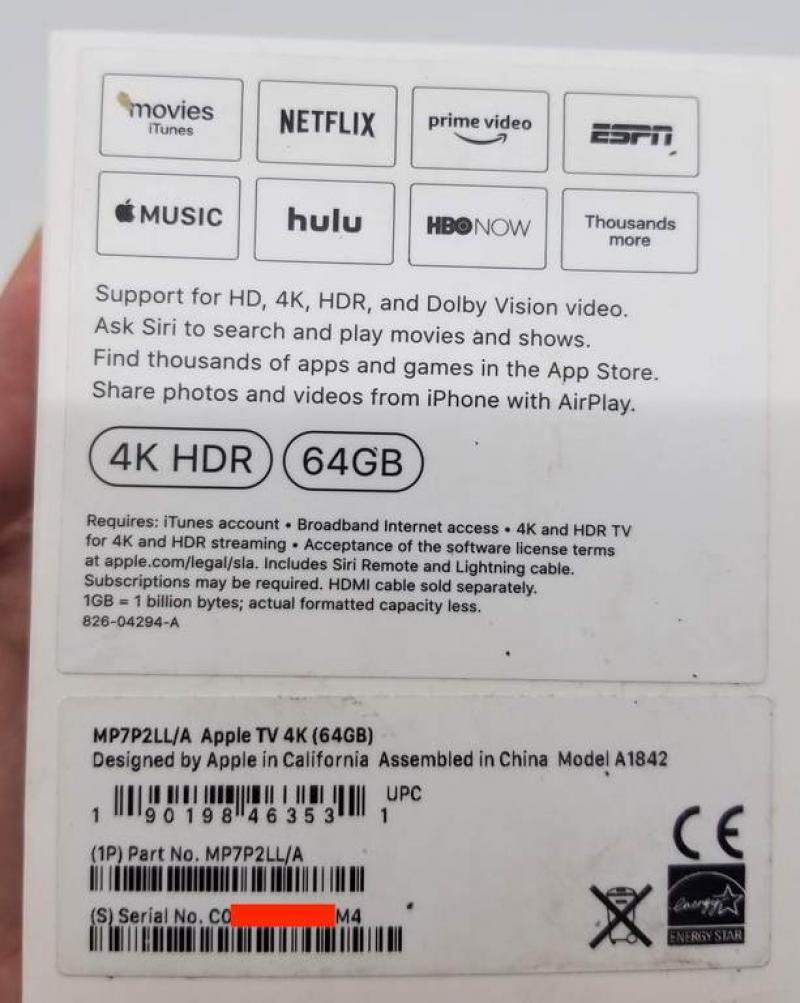 movies
iTunes
NETFLIX
prime video
ESPN
MUSIC
hulu
HBO NOW
Thousands
more
Support for HD, 4K, HDR, and Dolby Vision video.
Ask Siri to search and play movies and shows.
Find thousands of apps and games in the App Store.
Share photos and videos from iPhone with AirPlay.
4K HDR
64GB
Requires: iTunes account • Broadband Internet access • 4K and HDR TV
for 4K and HDR streaming • Acceptance of the software license terms
at apple.com/legal/sla. Includes Siri Remote and Lightning cable.
Subscriptions may be required. HDMI cable sold separately.
1GB = 1 billion bytes; actual formatted capacity less.
826-04294-A
MP7P2LL/A Apple TV 4K (64GB)
Designed by Apple in California Assembled in China Model A1842
UPC
1 90198 46353 1
(1P) Part No. MP7P2LL/A
(S) Serial No. C0 M4
CE
energy
ENERGY STAR